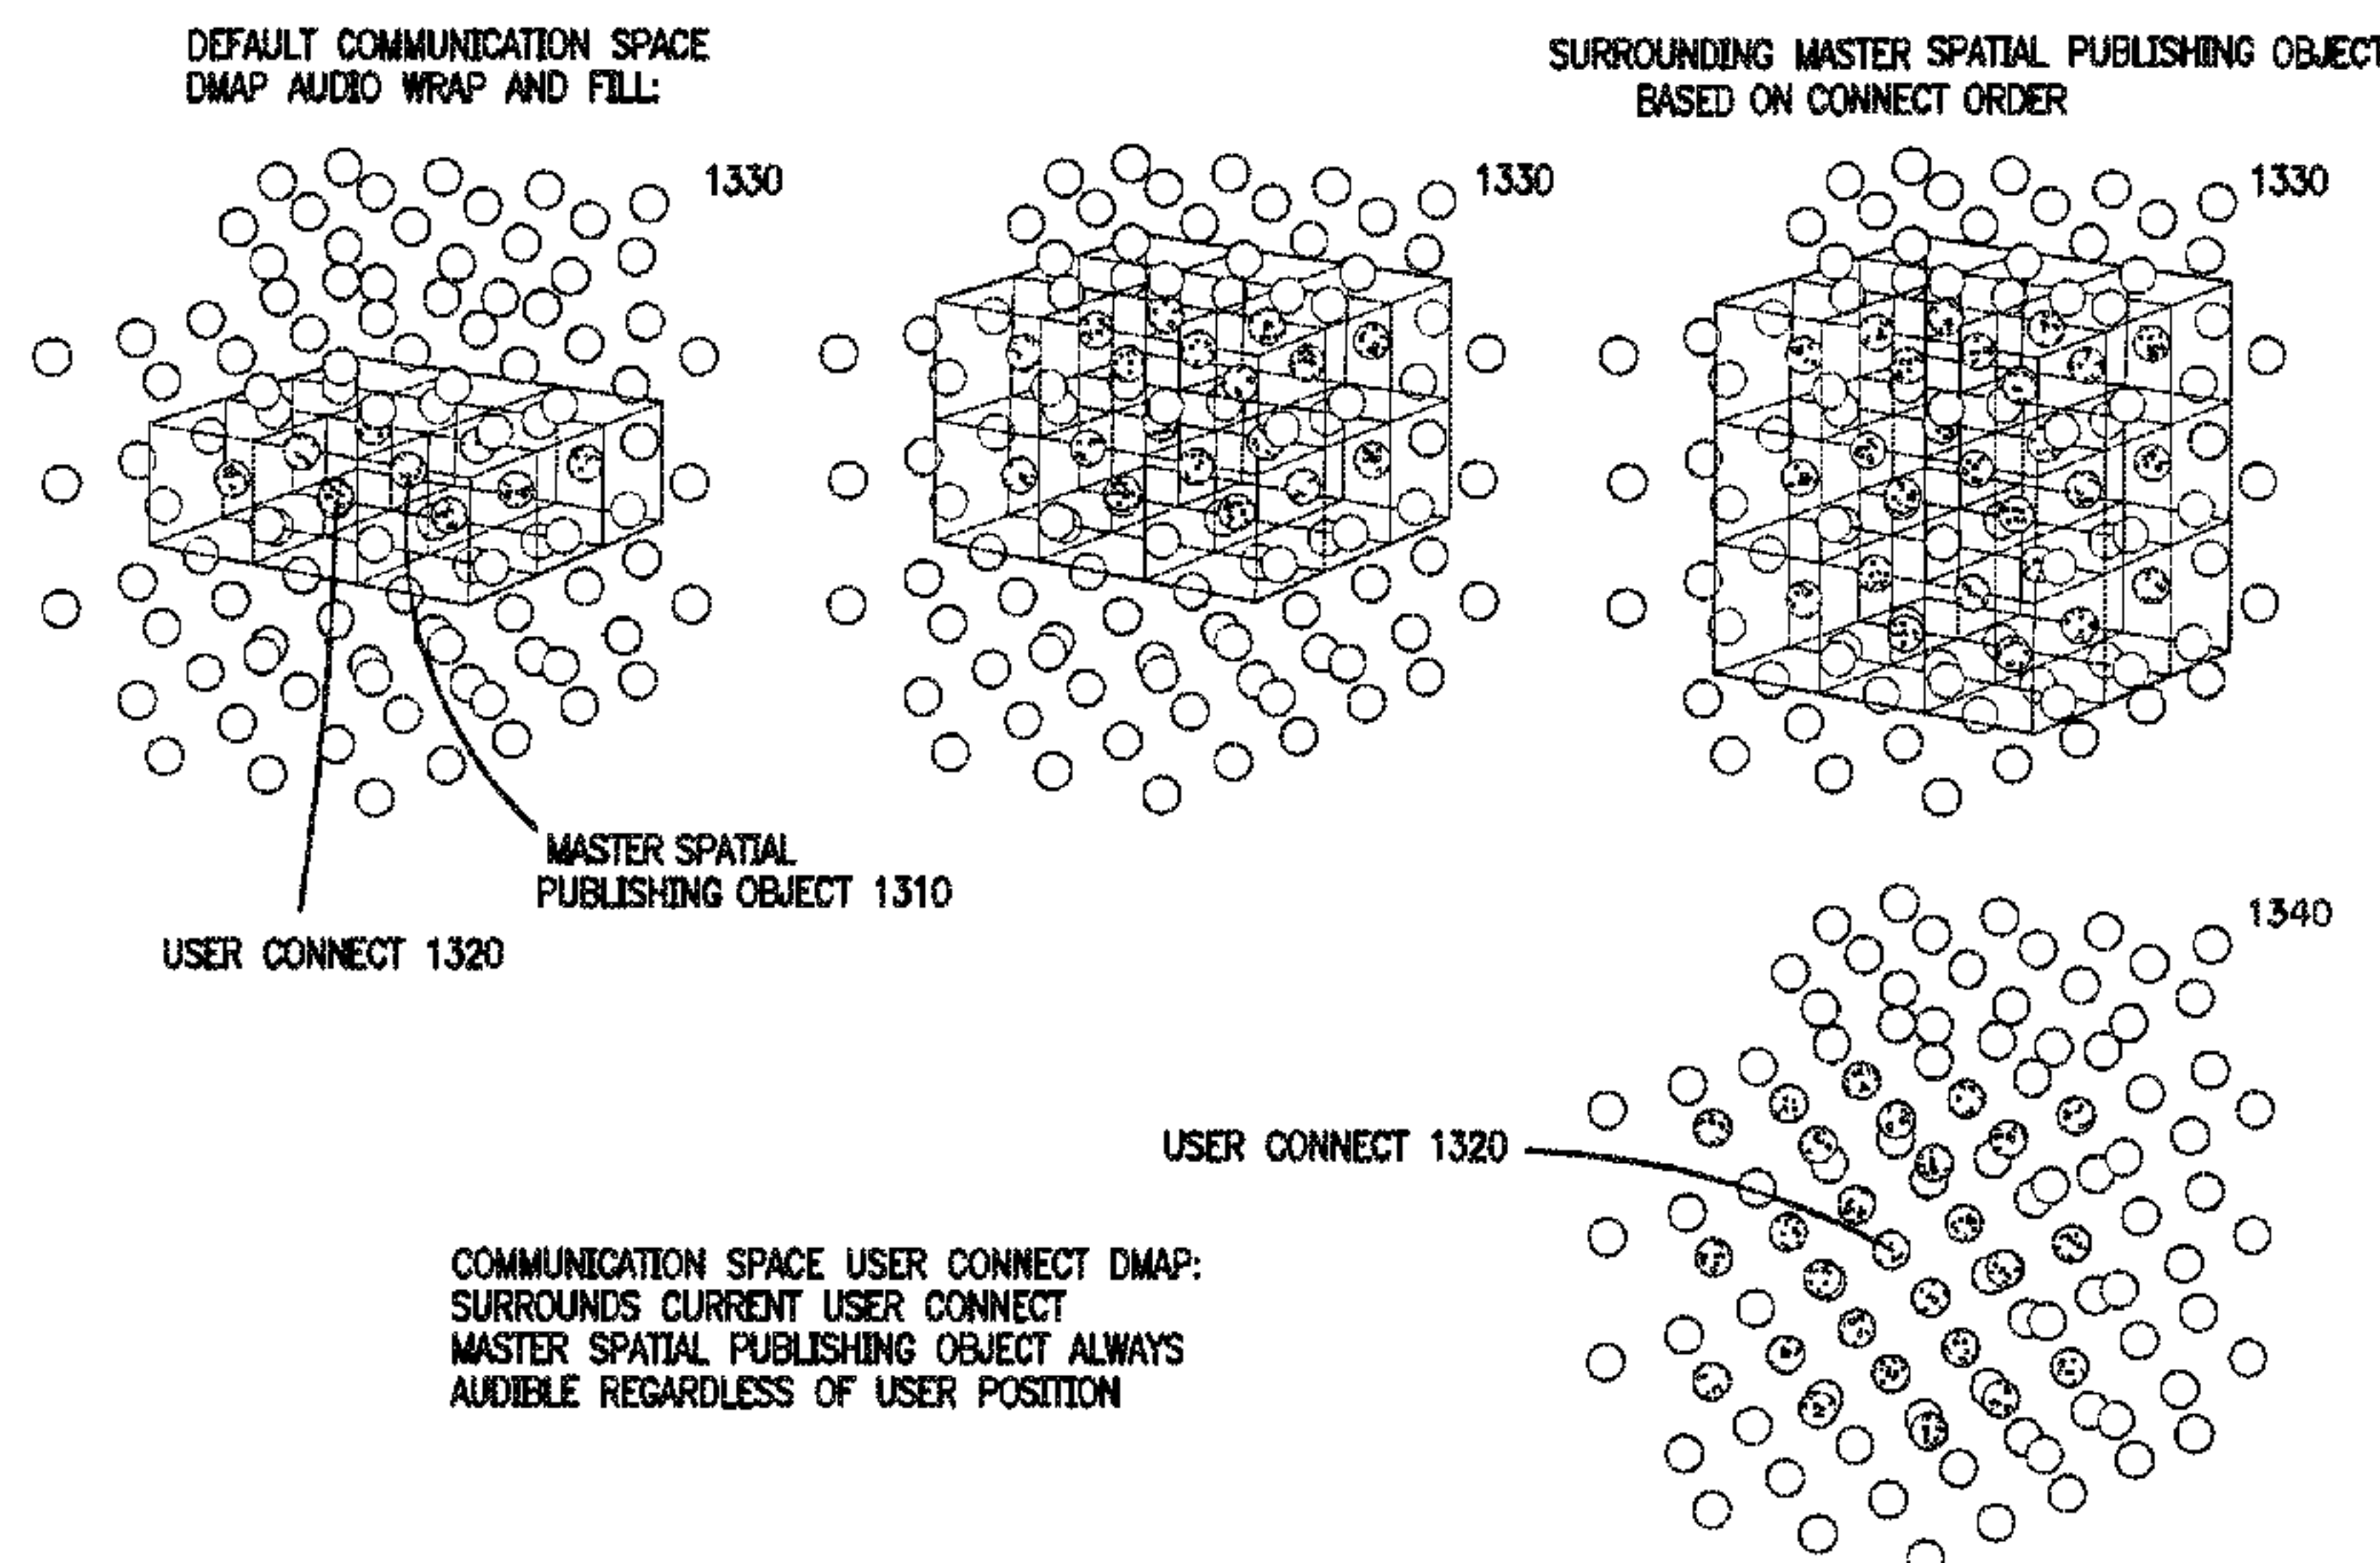 DEFAULT COMMUNICATION SPACE
DMAP AUDIO WRAP AND FILL:
SURROUNDING MASTER SPATIAL PUBLISHING OBJECT
BASED ON CONNECT ORDER
1330
1330
1330
MASTER SPATIAL
PUBLISHING OBJECT 1310
USER CONNECT 1320
1340
USER CONNECT 1320
COMMUNICATION SPACE USER CONNECT DMAP:
SURROUNDS CURRENT USER CONNECT
MASTER SPATIAL PUBLISHING OBJECT ALWAYS
AUDIBLE REGARDLESS OF USER POSITION